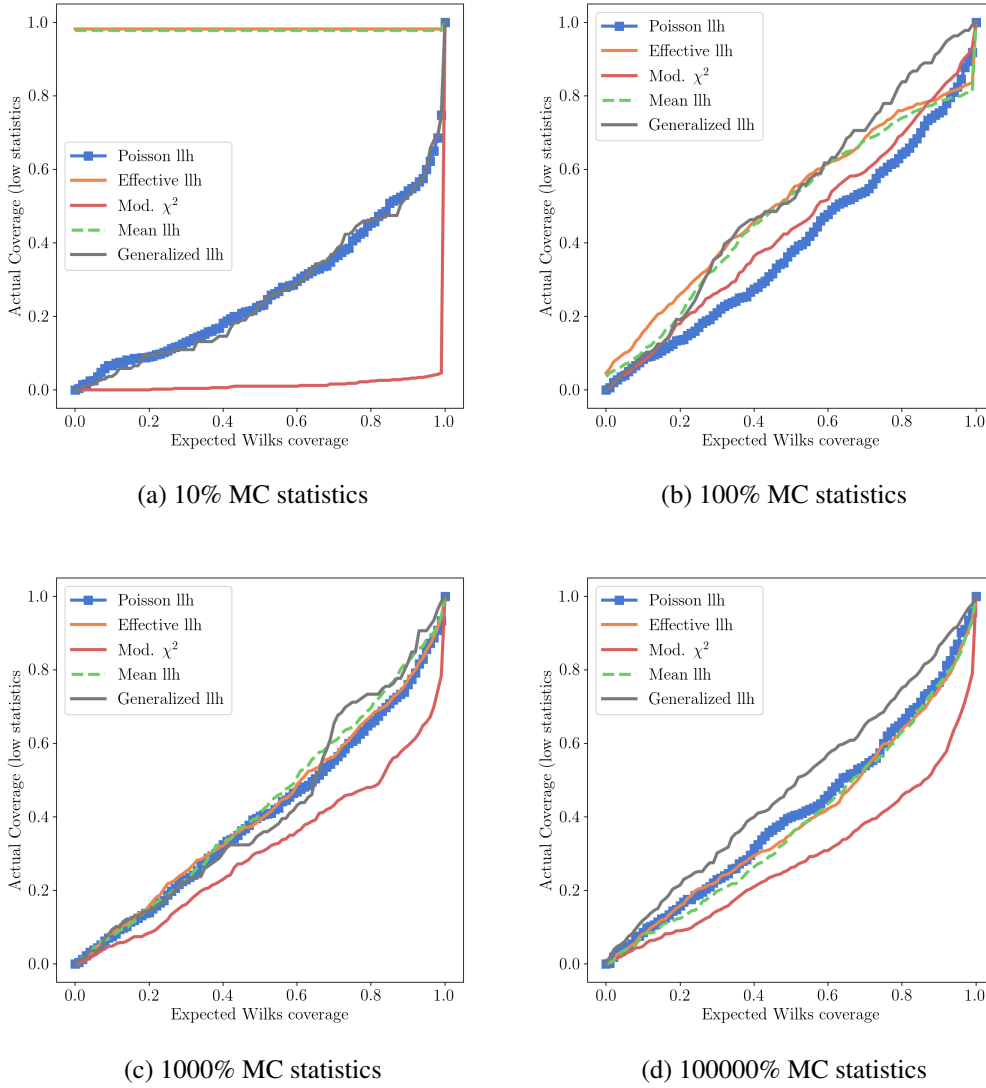 1.0
0.8
0.6
0.4
0.2
0.0
Actual Coverage (low statistics
Poisson llh
Effective llh
Mod. χ²
Mean llh
Generalized llh
0.0 0.2 0.4 0.6 0.8 1.0
Expected Wilks coverage
(a) 10% MC statistics
1.0
0.8
0.6
0.4
0.2
0.0
Actual Coverage (low statistics
Poisson llh
Effective llh
Mod. χ²
Mean llh
Generalized llh
0.0 0.2 0.4 0.6 0.8 1.0
Expected Wilks coverage
(b) 100% MC statistics
1.0
0.8
0.6
0.4
0.2
0.0
Actual Coverage (low statistics
Poisson llh
Effective llh
Mod. χ²
Mean llh
Generalized llh
0.0 0.2 0.4 0.6 0.8 1.0
Expected Wilks coverage
(c) 1000% MC statistics
1.0
0.8
0.6
0.4
0.2
0.0
Actual Coverage (low statistics
Poisson llh
Effective llh
Mod. χ²
Mean llh
Generalized llh
0.0 0.2 0.4 0.6 0.8 1.0
Expected Wilks coverage
(d) 100000% MC statistics